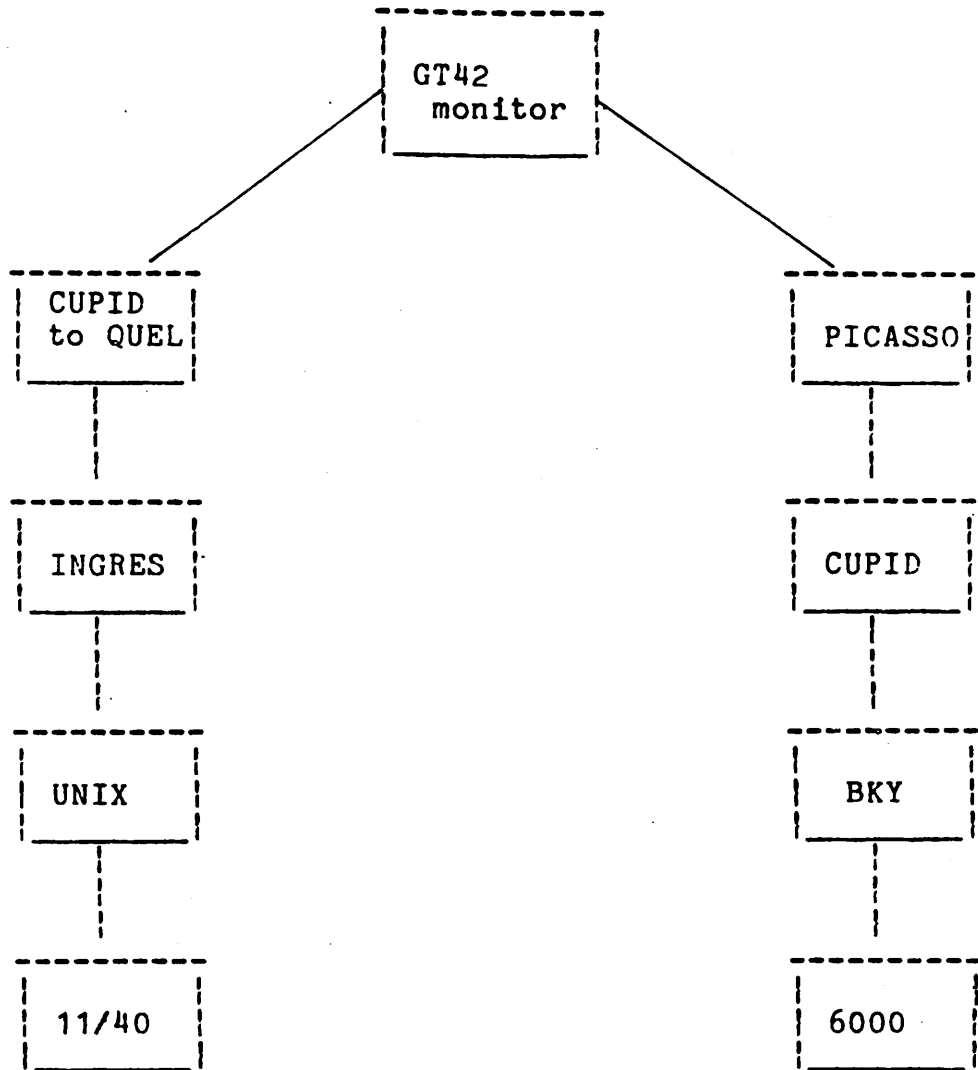 GT42
monitor
CUPID
to QUEL
PICASSO
INGRES
CUPID
UNIX
BKY
11/40
6000